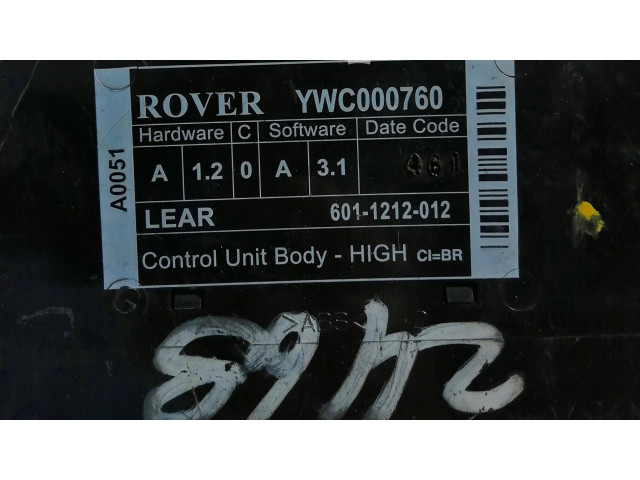 ROVER YWC000760
Hardware C Software Date Code
A 1.2 0 A 3.1 461
LEAR 601-1212-012
Control Unit Body - HIGH CI=BR
A0051